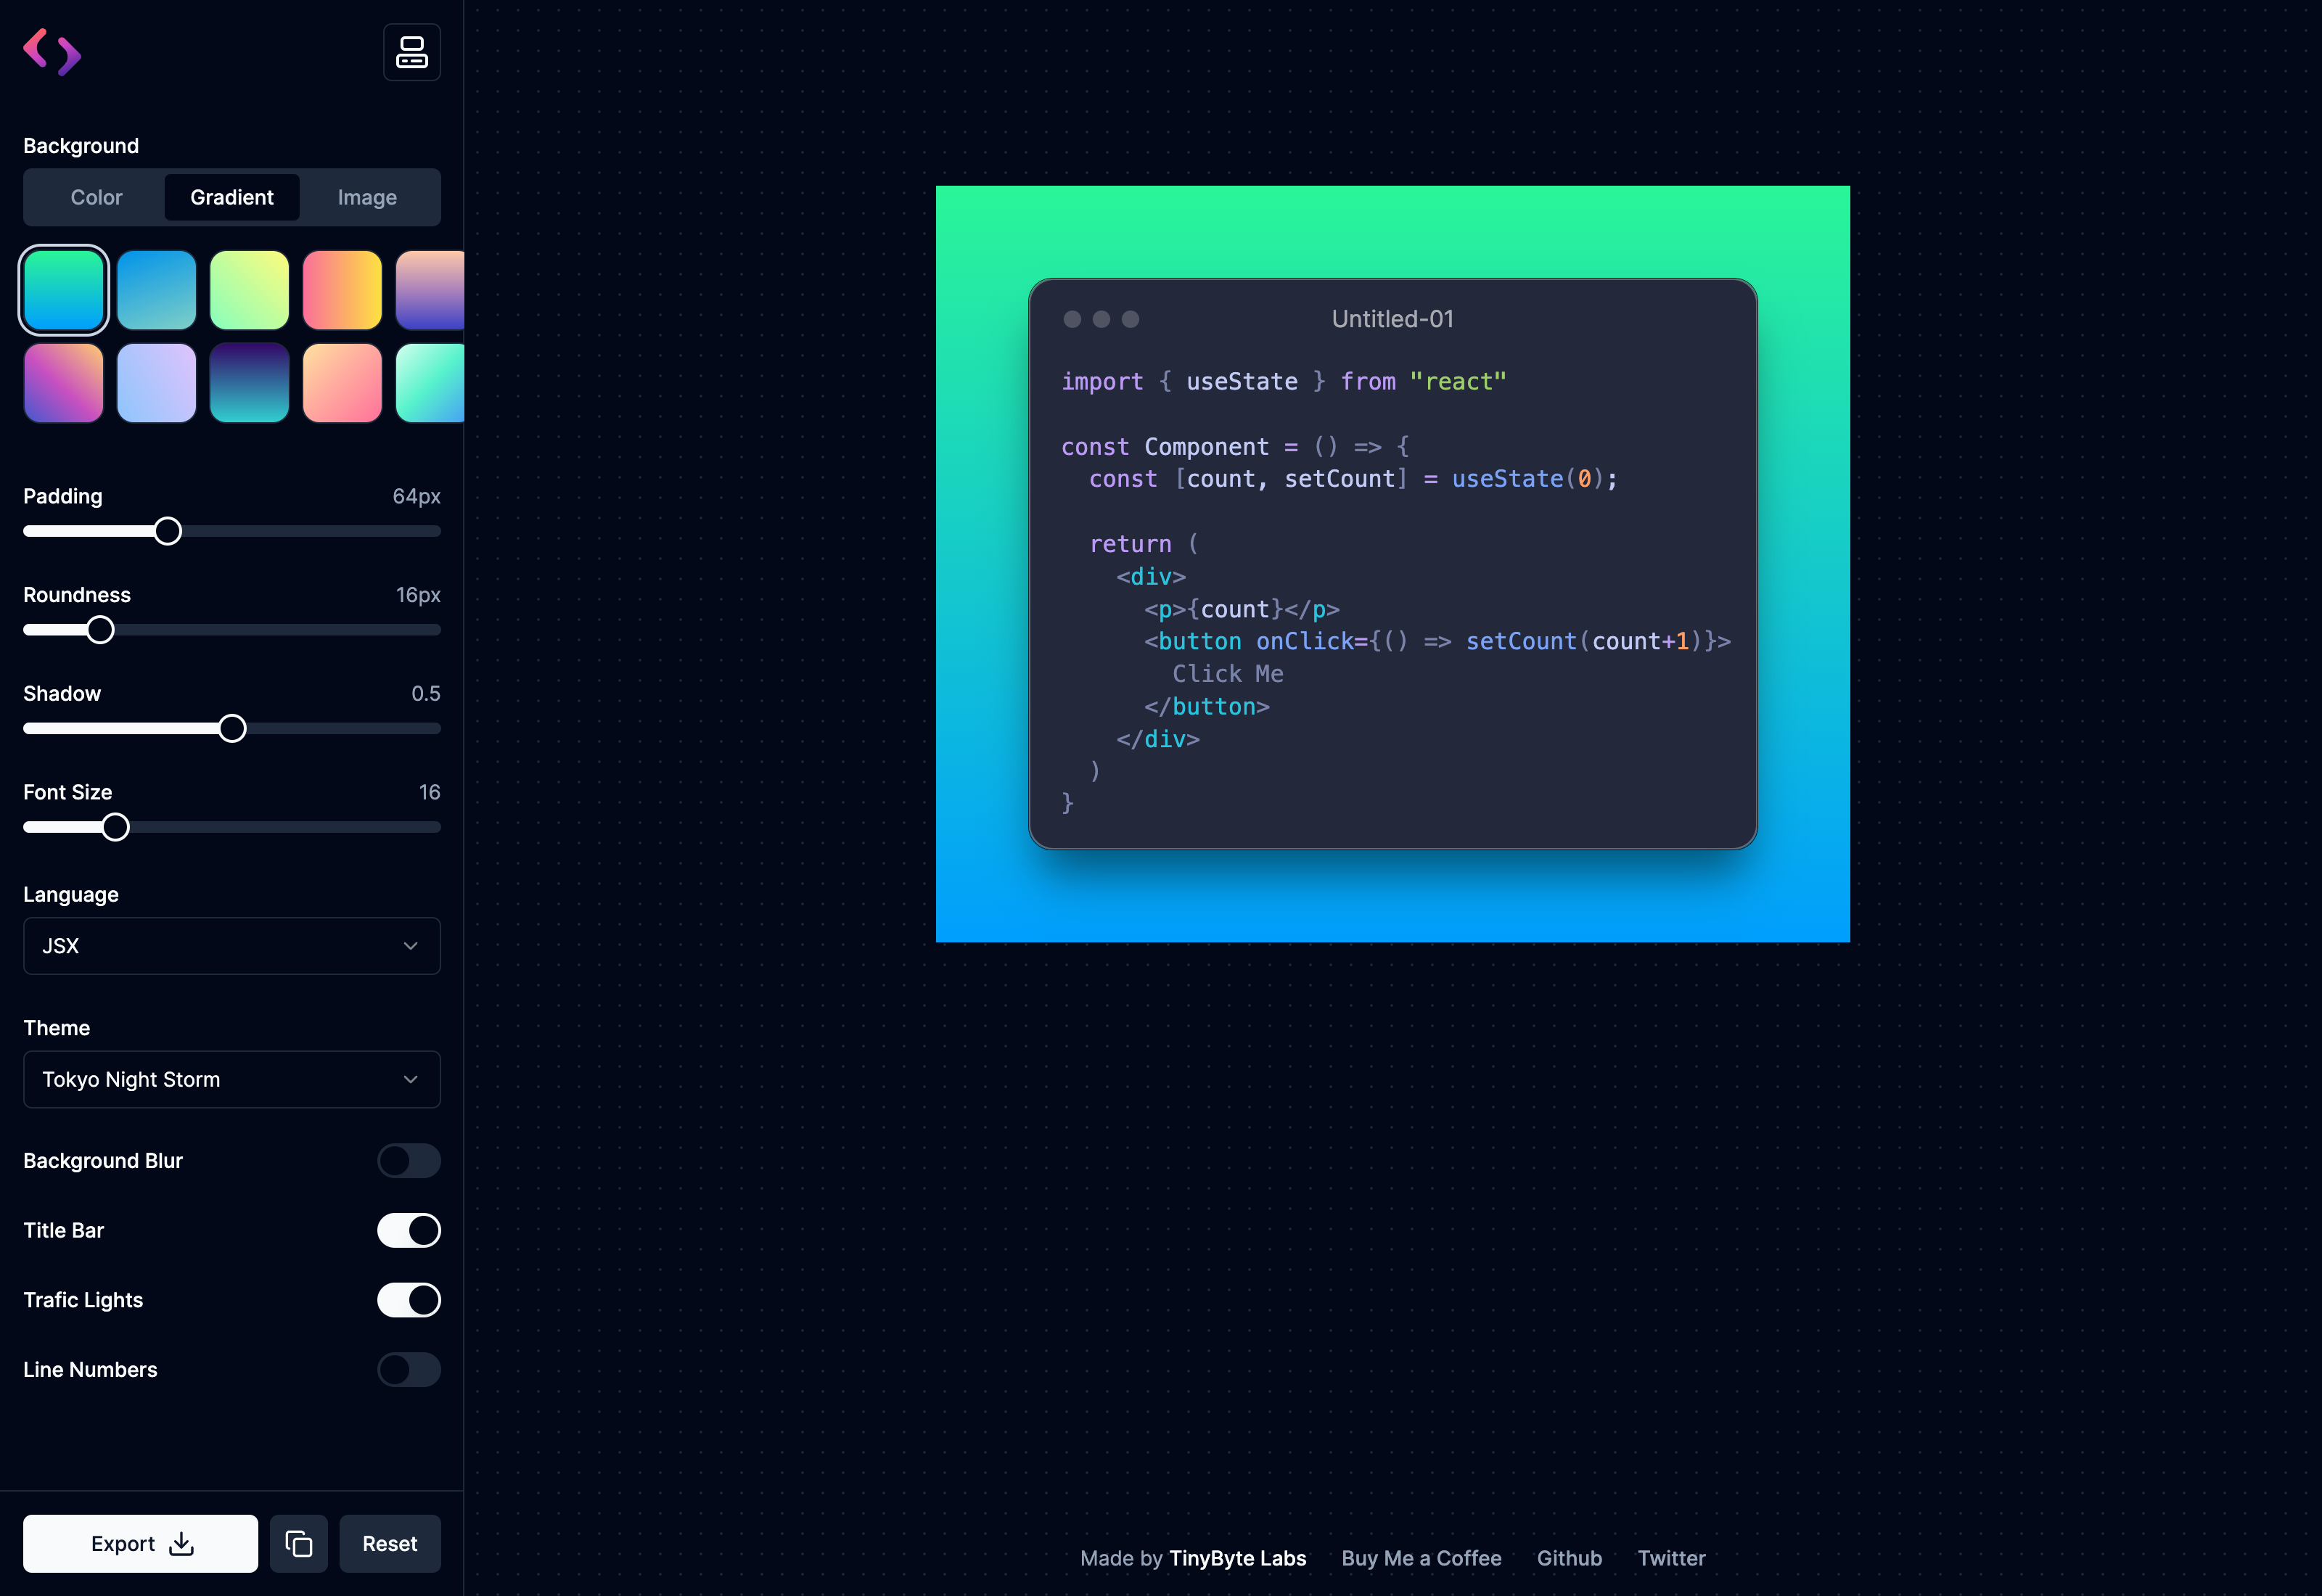 Background
Color Gradient Image
Padding 64px
Roundness 16px
Shadow 0.5
Font Size 16
Language
JSX
Theme
Tokyo Night Storm
Background Blur
Title Bar
Trafic Lights
Line Numbers
Export Reset
Untitled-01
import { useState } from "react"
const Component = () => {
  const [count, setCount] = useState(0);
  return (
    <div>
      <p>{count}</p>
      <button onClick={() => setCount(count+1)}>
        Click Me
      </button>
    </div>
  )
}
Made by TinyByte Labs Buy Me a Coffee Github Twitter